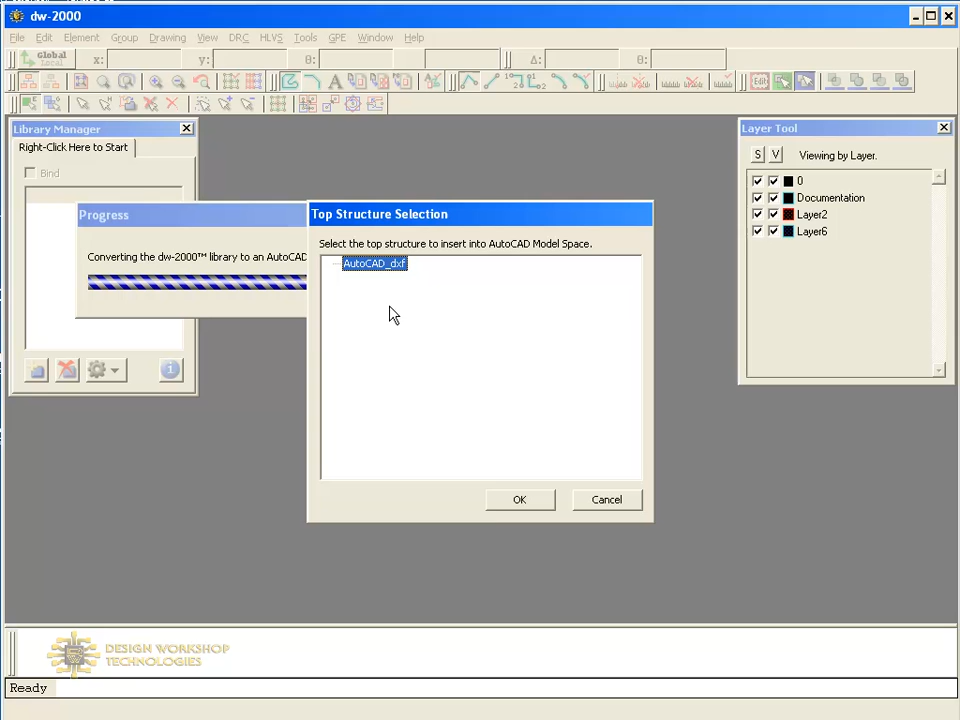 dw-2000
File Edit Element Group Drawing View DRC HLVS Tools GPE Window Help
Global
Local
x: y: θ: Δ: θ:
Edit
Library Manager
Right-Click Here to Start
Bind
Progress
Converting the dw-2000™ library to an AutoCAD
Top Structure Selection
Select the top structure to insert into AutoCAD Model Space.
AutoCAD_dxf
OK Cancel
Layer Tool
S V Viewing by Layer.
0
Documentation
Layer2
Layer6
DESIGN WORKSHOP
TECHNOLOGIES
Ready